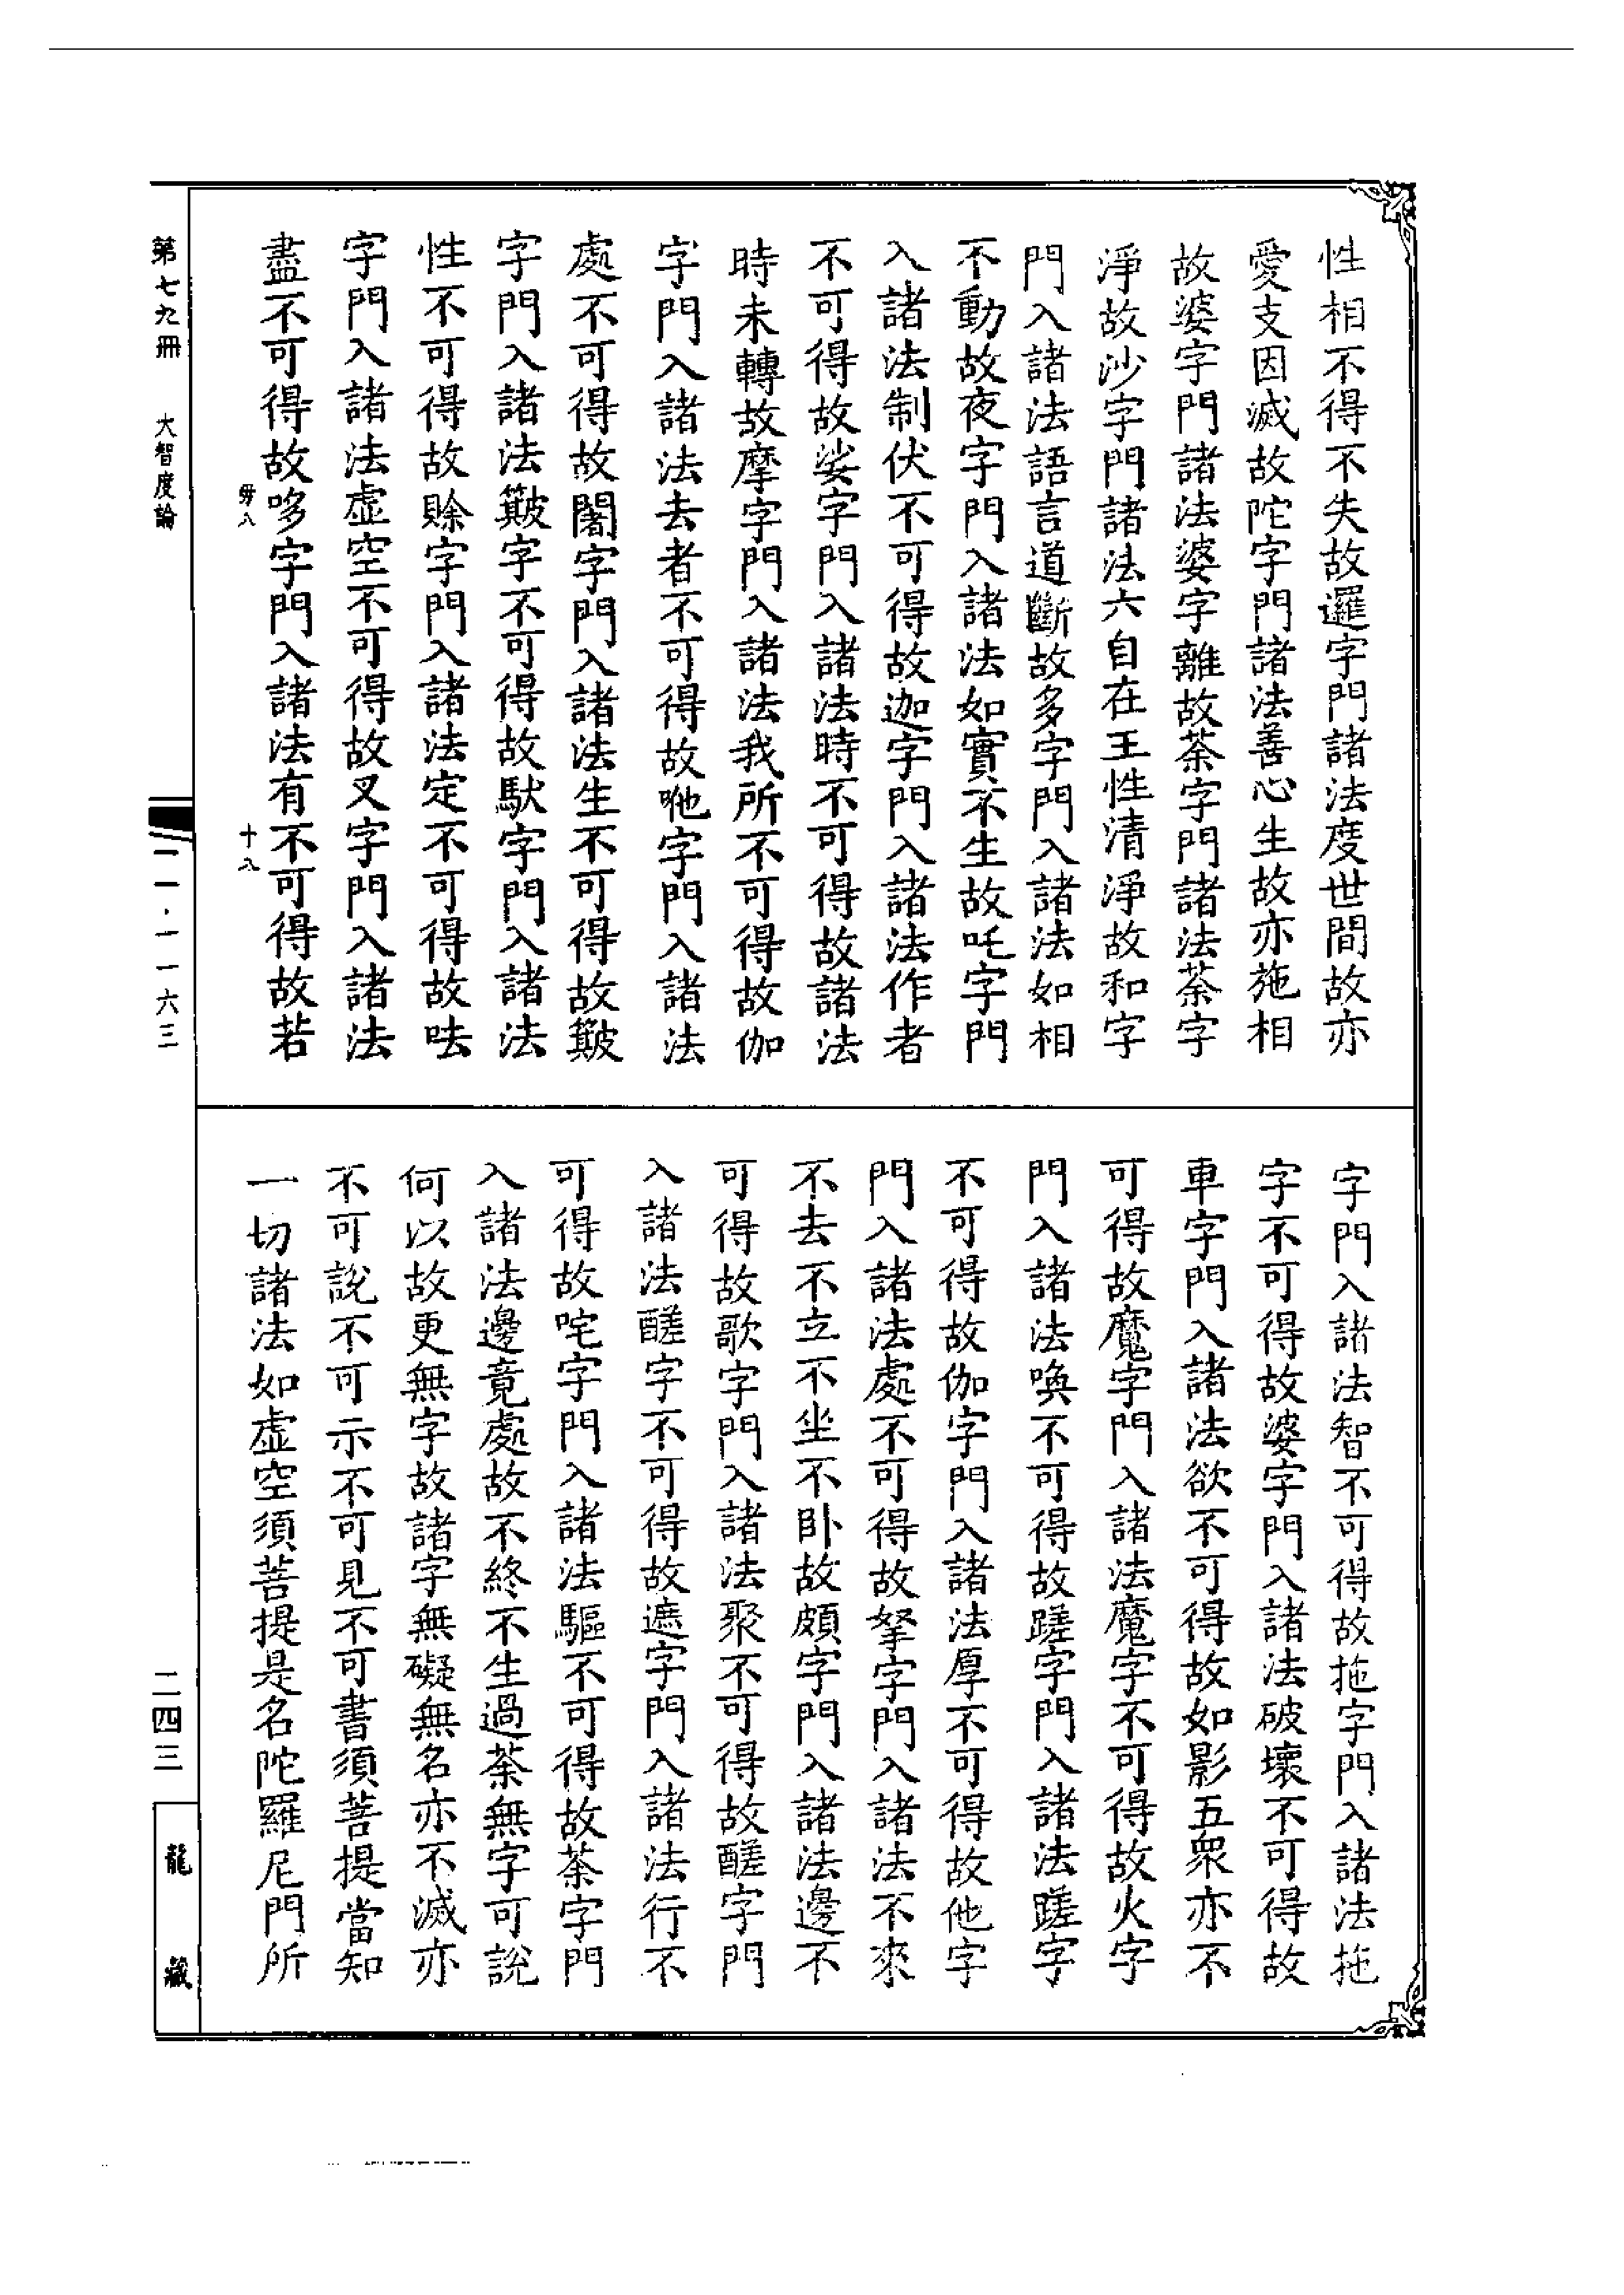 性相不得不失故邏字門諸法度世間故亦
愛支因滅故陀字門諸法善心生故亦施相
故婆字門諸法婆字離故荼字門諸法荼字
淨故沙字門諸法六自在王性清淨故和字
門入諸法語言道斷故多字門入諸法如相
不動故夜字門入諸法如實不生故吒字門
入諸法制伏不可得故迦字門入諸法作者
不可得故娑字門入諸法時不可得故諸法
時未轉故摩字門入諸法我所不可得故伽
字門入諸法去者不可得故咃字門入諸法
處不可得故闍字門入諸法生不可得故簸
字門入諸法簸字不可得故馱字門入諸法
性不可得故賒字門入諸法定不可得故呿
字門入諸法虛空不可得故叉字門入諸法
盡不可得故哆字門入諸法有不可得故若
字門入諸法智不可得故拖字門入諸法拖
字不可得故婆字門入諸法破壞不可得故
車字門入諸法欲不可得故如影五衆亦不
可得故魔字門入諸法魔字不可得故火字
門入諸法喚不可得故蹉字門入諸法蹉字
不可得故伽字門入諸法厚不可得故他字
門入諸法處不可得故拏字門入諸法不來
不去不立不坐不卧故頗字門入諸法邊不
可得故歌字門入諸法聚不可得故醝字門
入諸法醝字不可得故遮字門入諸法行不
可得故咤字門入諸法驅不可得故荼字門
入諸法邊竟處故不終不生過荼無字可說
何以故更無字故諸字無礙無名亦不滅亦
不可說不可示不可見不可書須菩提當知
一切諸法如虛空須菩提是名陀羅尼門所
第七九冊 大智度論
十八
一一六三
二四三
龍藏